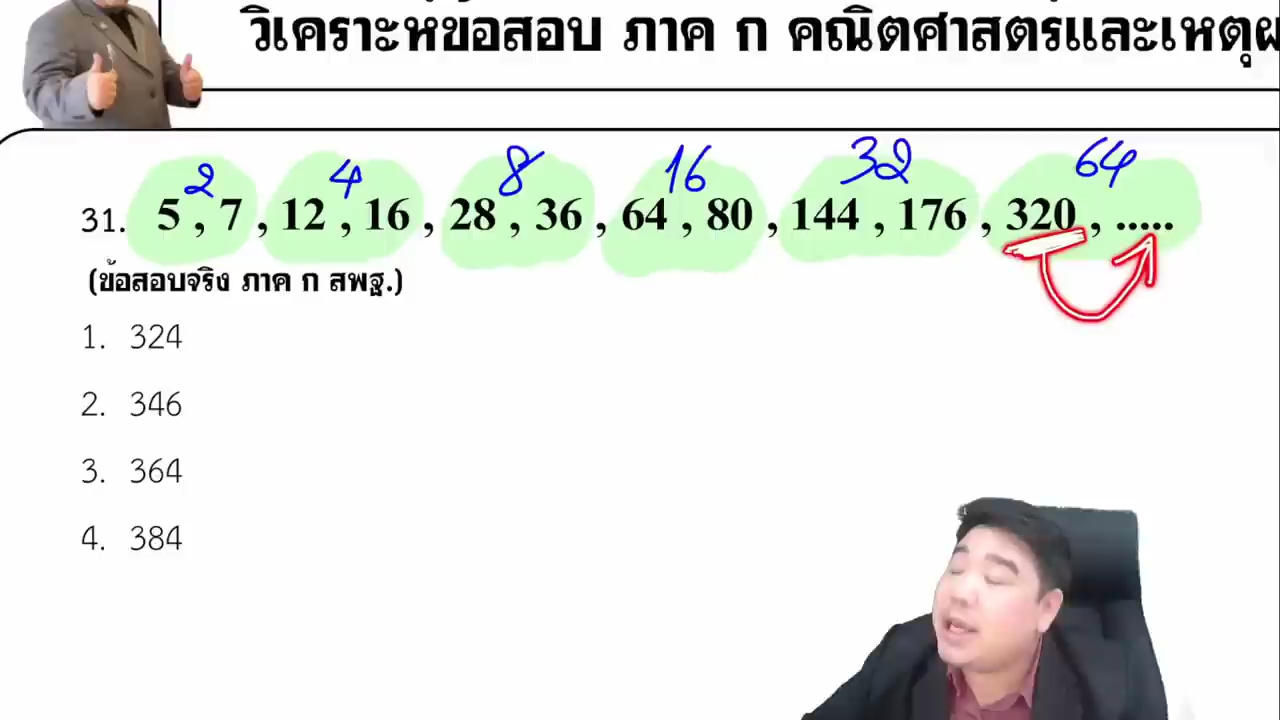 วิเคราะห์ข้อสอบ ภาค ก คณิตศาสตร์และเหตุผ
2 4 8 16 32 64
31. 5 , 7 , 12 , 16 , 28 , 36 , 64 , 80 , 144 , 176 , 320 , .....
(ข้อสอบจริง ภาค ก สพฐ.)
1. 324
2. 346
3. 364
4. 384